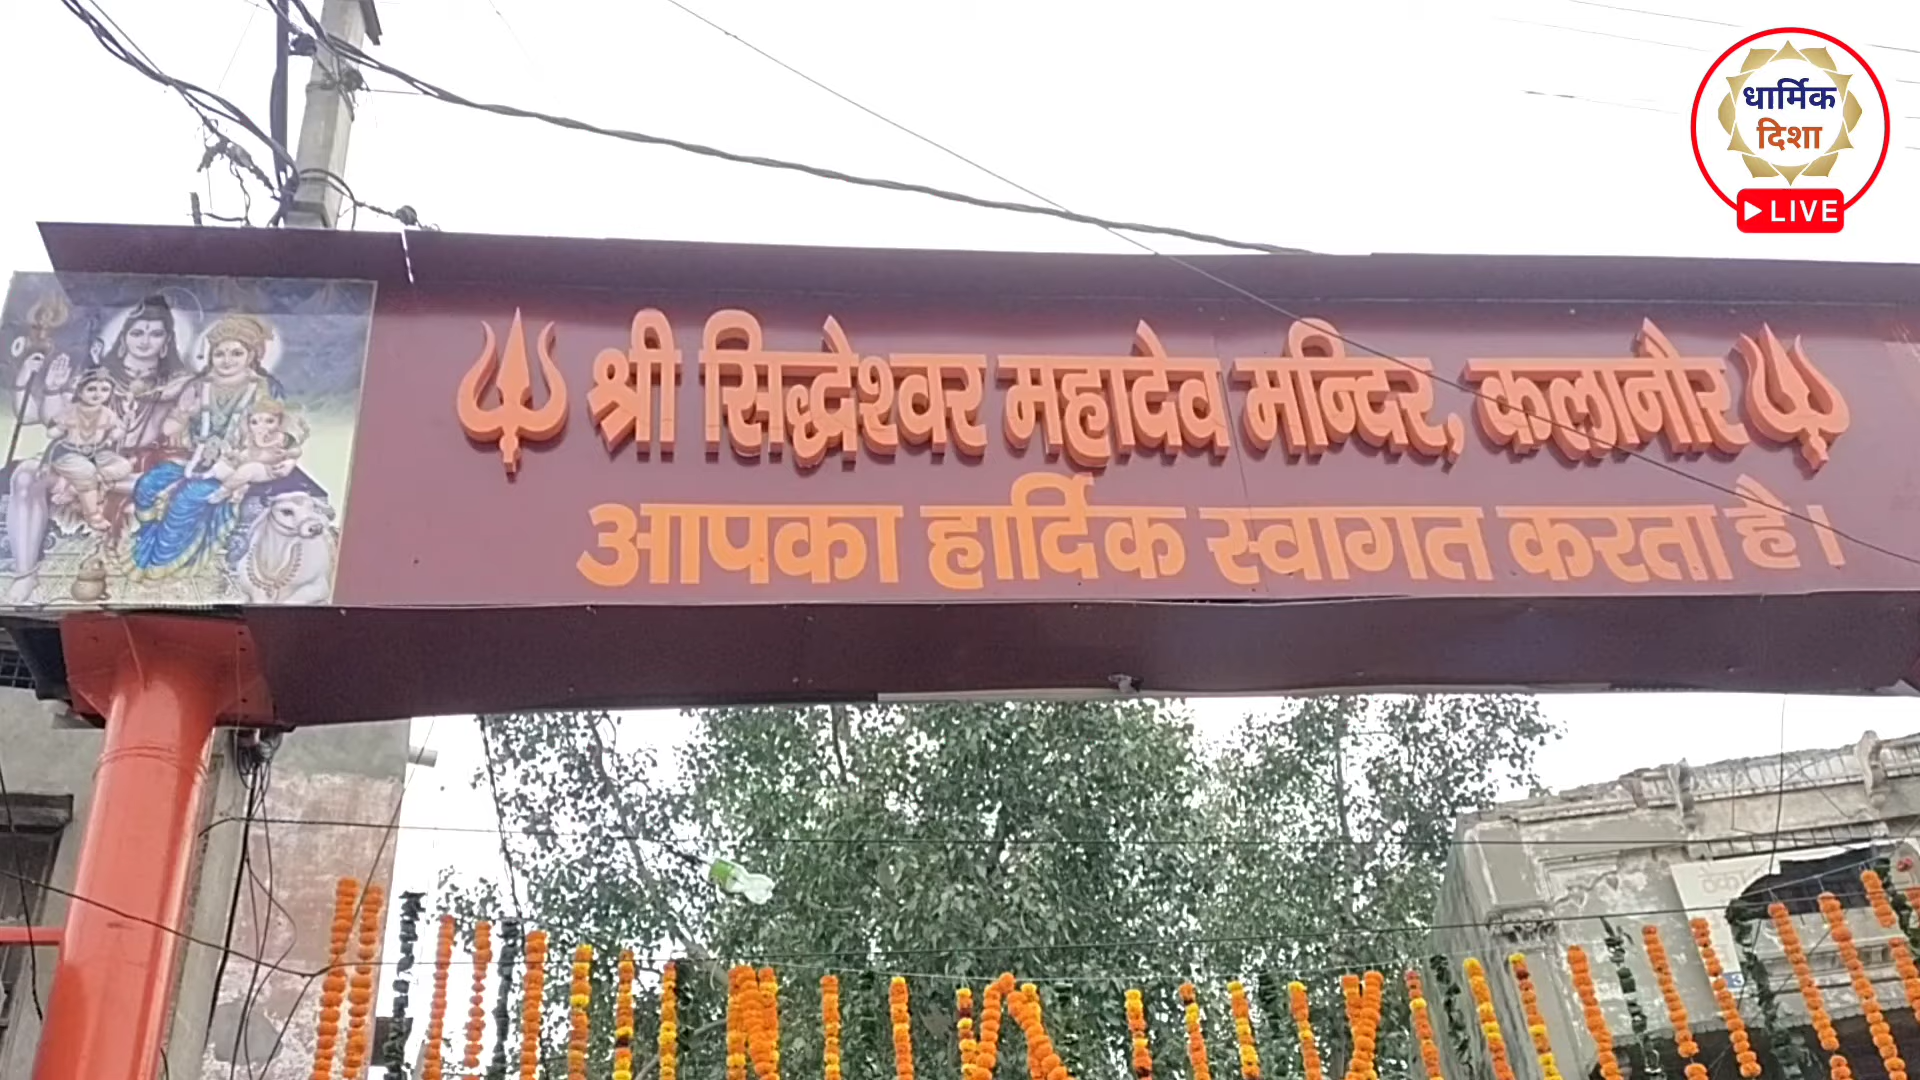 धार्मिक
दिशा
LIVE
श्री सिद्धेश्वर महादेव मन्दिर, कलानौर
आपका हार्दिक स्वागत करता है।